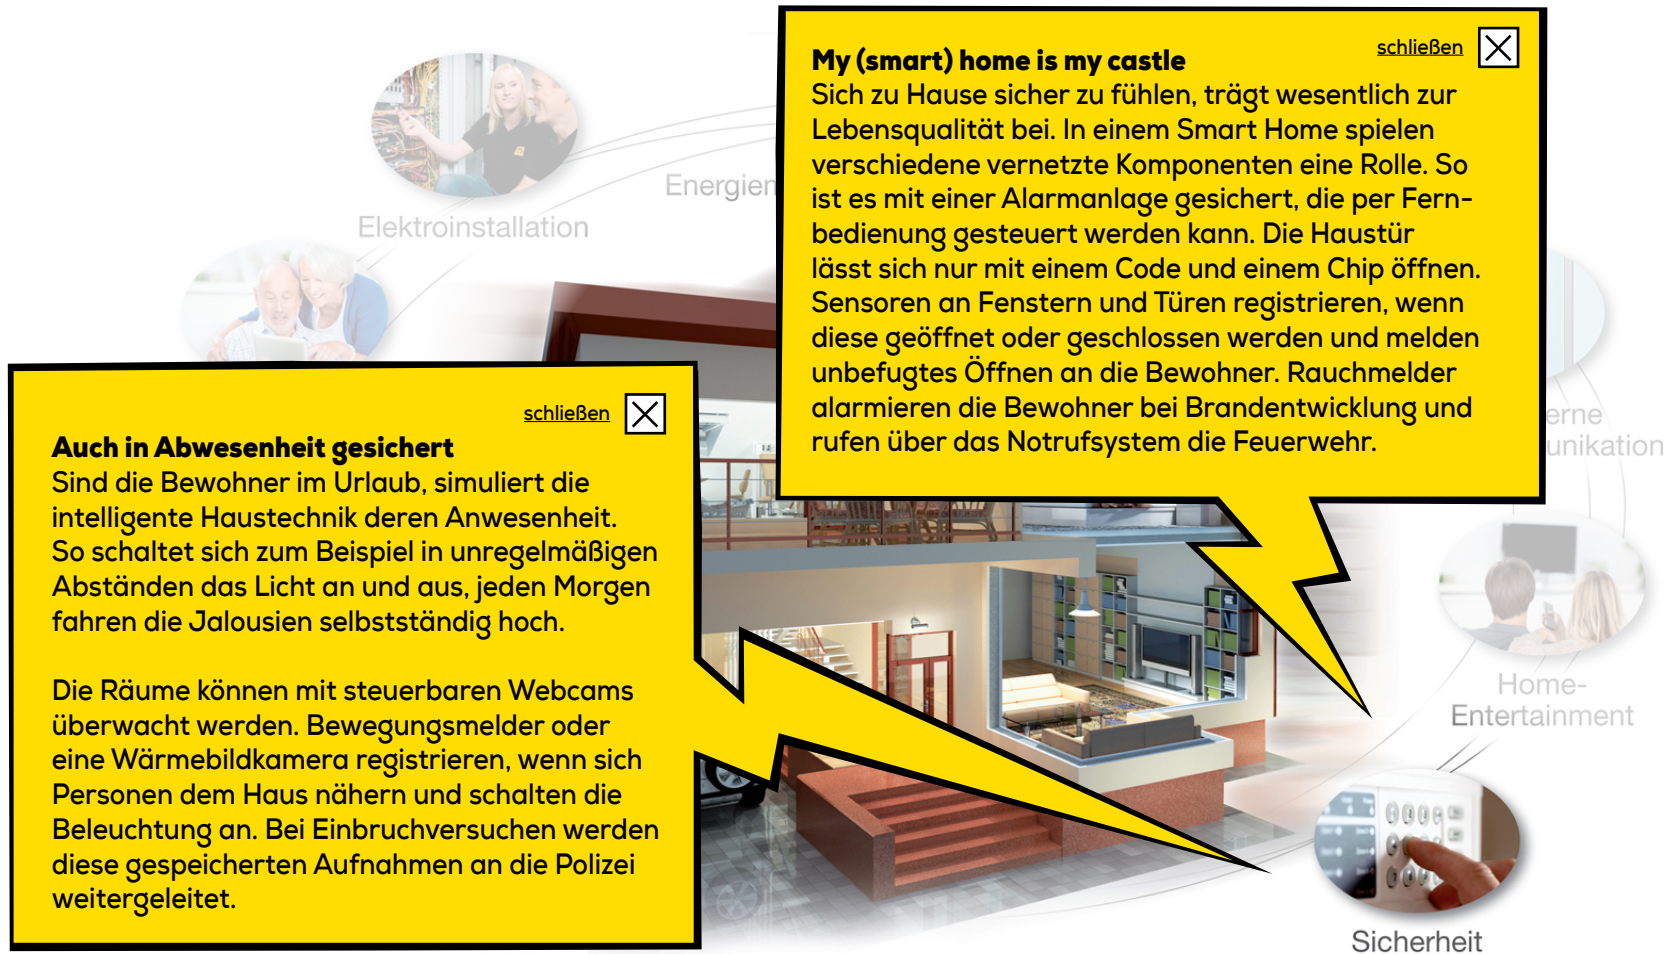 schließen
My (smart) home is my castle
Sich zu Hause sicher zu fühlen, trägt wesentlich zur
Lebensqualität bei. In einem Smart Home spielen
verschiedene vernetzte Komponenten eine Rolle. So
ist es mit einer Alarmanlage gesichert, die per Fern-
bedienung gesteuert werden kann. Die Haustür
lässt sich nur mit einem Code und einem Chip öffnen.
Sensoren an Fenstern und Türen registrieren, wenn
diese geöffnet oder geschlossen werden und melden
unbefugtes Öffnen an die Bewohner. Rauchmelder
alarmieren die Bewohner bei Brandentwicklung und
rufen über das Notrufsystem die Feuerwehr.
Energien
Elektroinstallation
schließen
Auch in Abwesenheit gesichert
Sind die Bewohner im Urlaub, simuliert die
intelligente Haustechnik deren Anwesenheit.
So schaltet sich zum Beispiel in unregelmäßigen
Abständen das Licht an und aus, jeden Morgen
fahren die Jalousien selbstständig hoch.
Die Räume können mit steuerbaren Webcams
überwacht werden. Bewegungsmelder oder
eine Wärmebildkamera registrieren, wenn sich
Personen dem Haus nähern und schalten die
Beleuchtung an. Bei Einbruchversuchen werden
diese gespeicherten Aufnahmen an die Polizei
weitergeleitet.
erne
unikation
Home-
Entertainment
Sicherheit